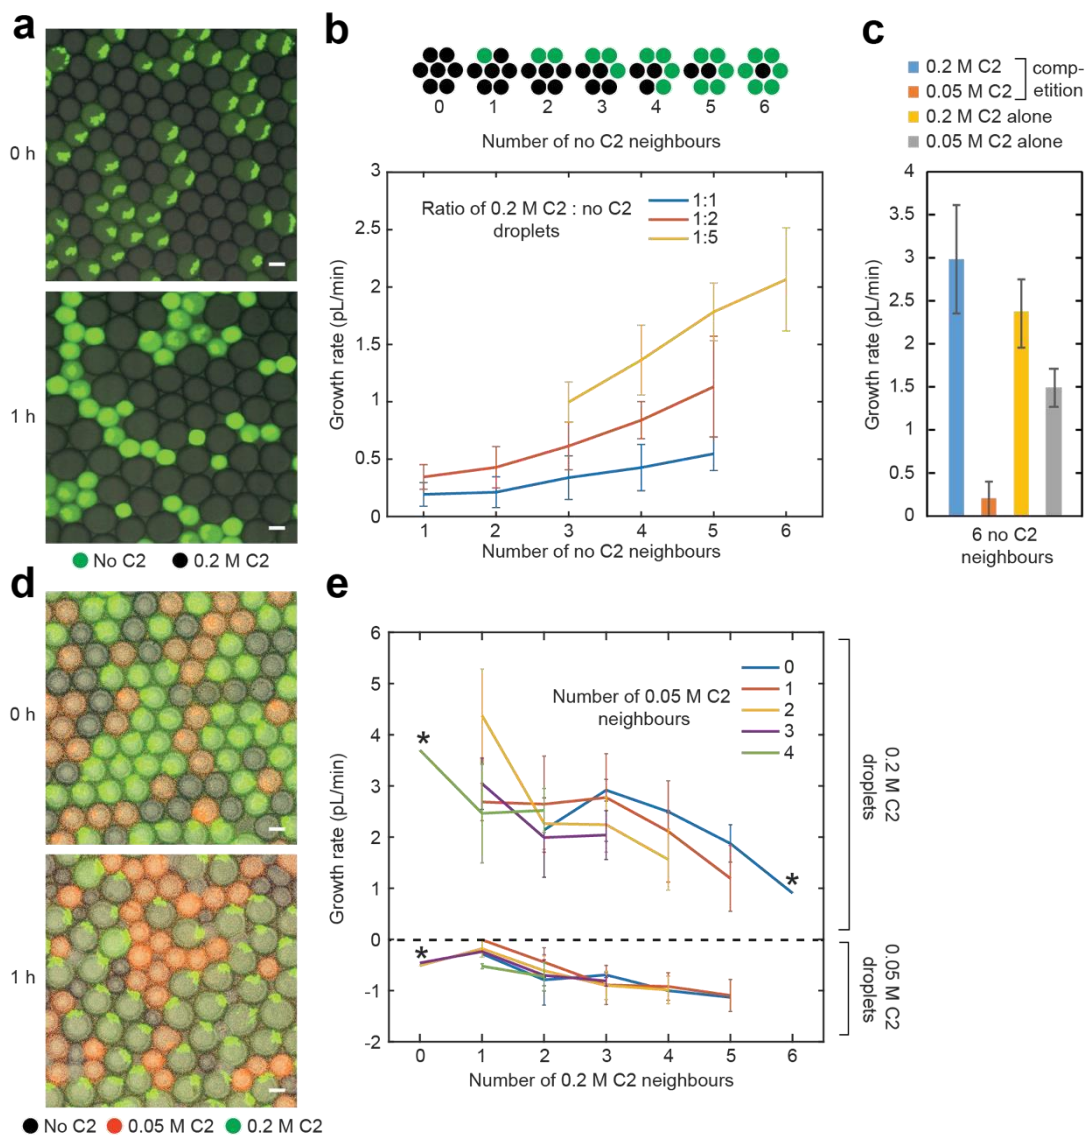 a
0 h
1 h
No C2
0.2 M C2
b
0
1
2
3
4
5
6
Number of no C2 neighbours
Ratio of 0.2 M C2 : no C2
droplets
1:1
1:2
1:5
Growth rate (pL/min)
3
2.5
2
1.5
1
0.5
0
1
2
3
4
5
6
Number of no C2 neighbours
c
0.2 M C2
0.05 M C2
comp-
etition
0.2 M C2 alone
0.05 M C2 alone
Growth rate (pL/min)
4
3.5
3
2.5
2
1.5
1
0.5
0
6 no C2
neighbours
d
0 h
1 h
No C2
0.05 M C2
0.2 M C2
e
Number of 0.05 M C2
neighbours
0
1
2
3
4
Growth rate (pL/min)
6
5
4
3
2
1
0
-1
-2
*
*
*
0.2 M C2
droplets
0.05 M C2
droplets
0
1
2
3
4
5
6
Number of 0.2 M C2 neighbours